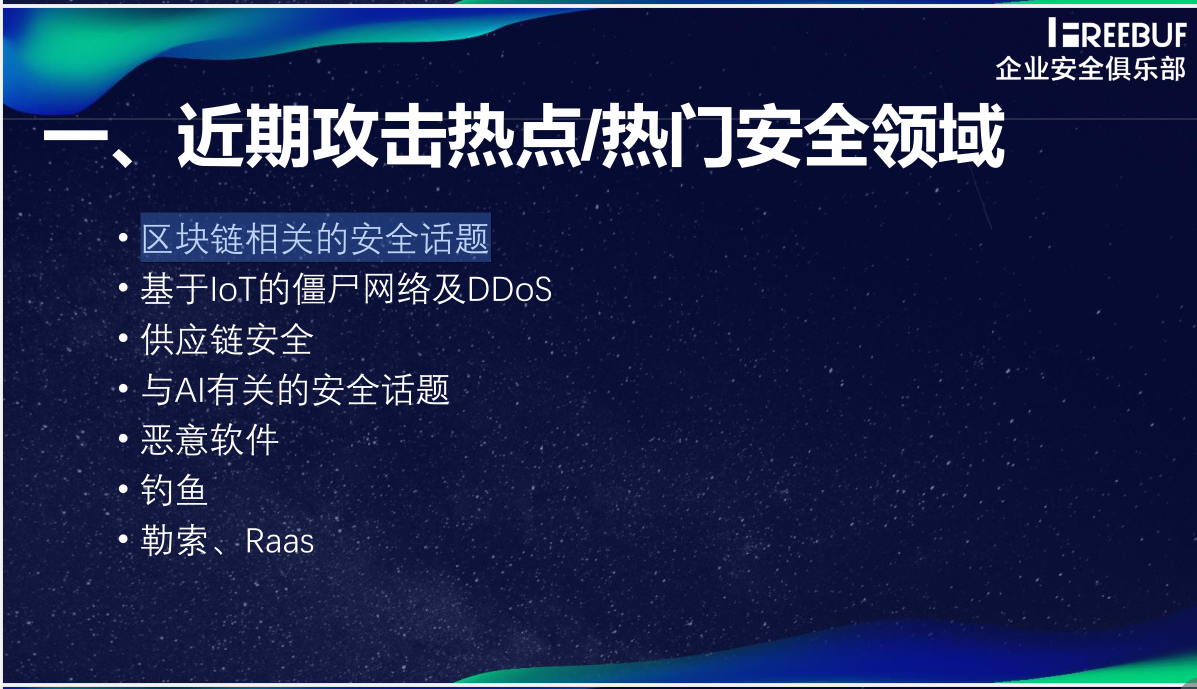 FREEBUF
企业安全俱乐部
一、近期攻击热点/热门安全领域
• 区块链相关的安全话题
• 基于IoT的僵尸网络及DDoS
• 供应链安全
• 与AI有关的安全话题
• 恶意软件
• 钓鱼
• 勒索、Raas